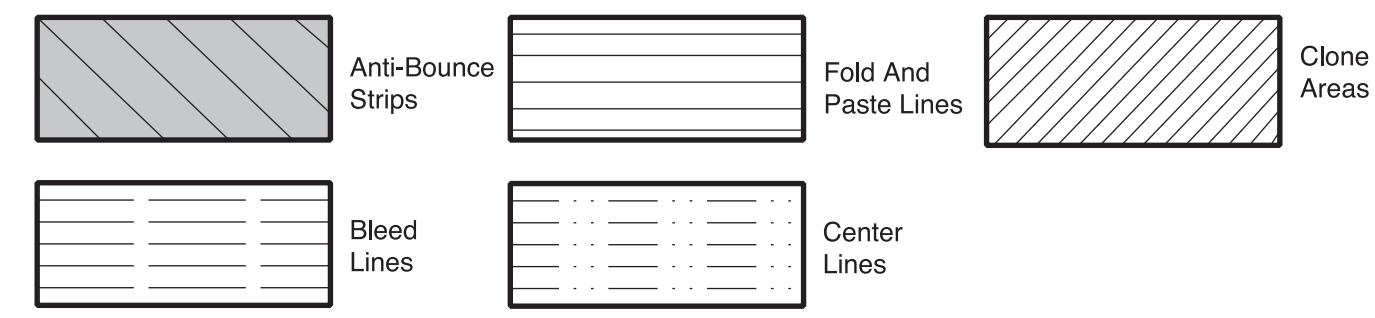 Anti-Bounce
Strips
Fold And
Paste Lines
Clone
Areas
Bleed
Lines
Center
Lines